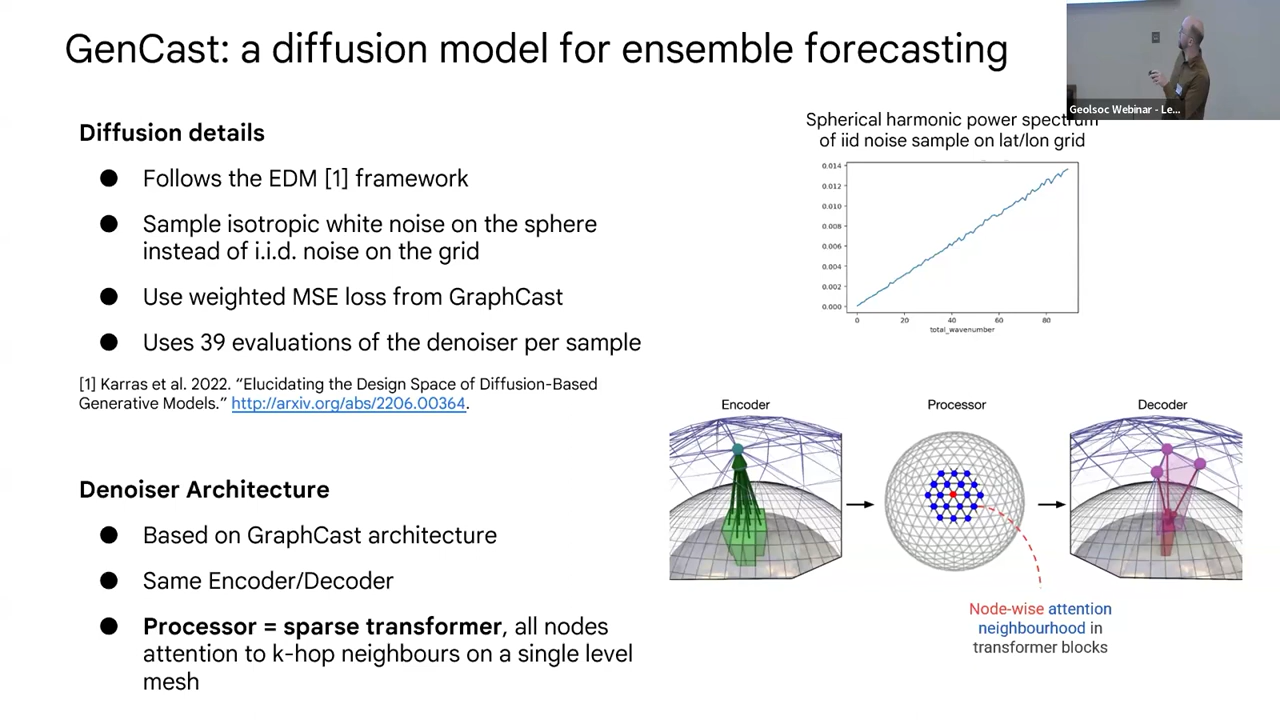 GenCast: a diffusion model for ensemble forecasting
Geolsoc Webinar - Le...
Diffusion details
● Follows the EDM [1] framework
● Sample isotropic white noise on the sphere
instead of i.i.d. noise on the grid
● Use weighted MSE loss from GraphCast
● Uses 39 evaluations of the denoiser per sample
[1] Karras et al. 2022. “Elucidating the Design Space of Diffusion-Based
Generative Models.” http://arxiv.org/abs/2206.00364.
Spherical harmonic power spectrum
of iid noise sample on lat/lon grid
0.014
0.012
0.010
0.008
0.006
0.004
0.002
0.000
0 20 40 60 80
total_wavenumber
Denoiser Architecture
● Based on GraphCast architecture
● Same Encoder/Decoder
● Processor = sparse transformer, all nodes
attention to k-hop neighbours on a single level
mesh
Encoder
Processor
Decoder
Node-wise attention
neighbourhood in
transformer blocks